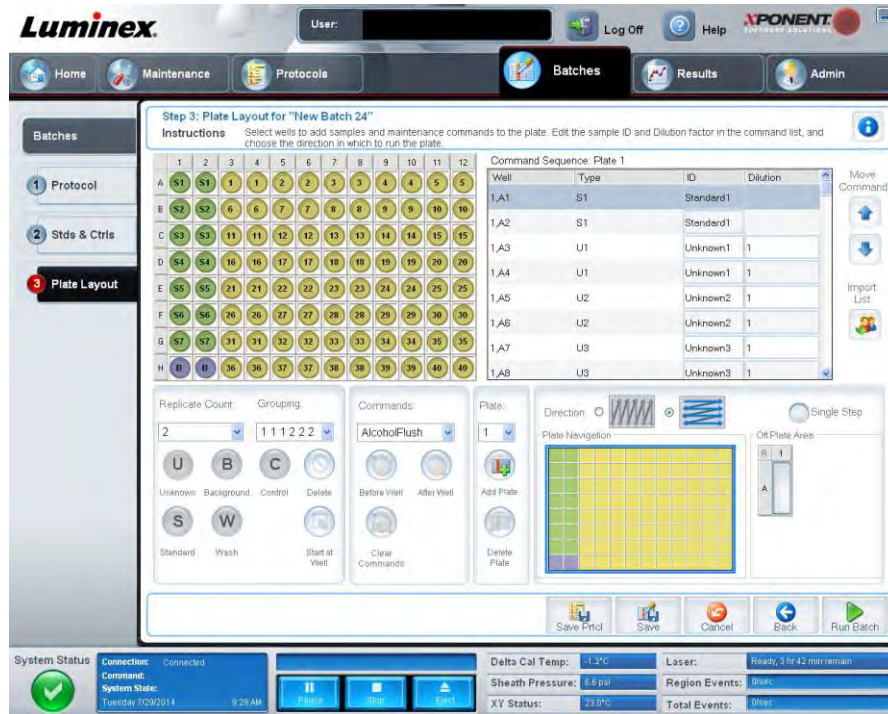 Luminex
User:
Log Off
Help
XPONENT
Home
Maintenance
Protocols
Batches
Results
Admin
Batches
1 Protocol
2 Stds & Ctrls
3 Plate Layout
Step 3: Plate Layout for "New Batch 24"
Instructions Select wells to add samples and maintenance commands to the plate. Edit the sample ID and Dilution factor in the command list, and
choose the direction in which to run the plate.
1 2 3 4 5 6 7 8 9 10 11 12
A S1 S1 1 1 2 2 3 3 4 4 5 5
B S2 S2 6 6 7 7 8 8 9 9 10 10
C S3 S3 11 11 12 12 13 13 14 14 15 15
D S4 S4 16 16 17 17 18 18 19 19 20 20
E S5 S5 21 21 22 22 23 23 24 24 25 25
F S6 S6 26 26 27 27 28 28 29 29 30 30
G S7 S7 31 31 32 32 33 33 34 34 35 35
H B B 36 36 37 37 38 38 39 39 40 40
Command Sequence: Plate 1
Well Type ID Dilution
1,A1 S1 Standard1
1,A2 S1 Standard1
1,A3 U1 Unknown1 1
1,A4 U1 Unknown1 1
1,A5 U2 Unknown2 1
1,A6 U2 Unknown2 1
1,A7 U3 Unknown3 1
1,A8 U3 Unknown3 1
Move
Command
Import
List
Replicate Count: Grouping:
2 1 1 1 2 2 2
U B C
Unknown Background Control Delete
S W
Standard Wash Start at
Well
Commands:
AlcoholFlush
Before Well After Well
Clear
Commands
Plate:
1
Add Plate
Delete
Plate
Direction
Single Step
Plate Navigation
Off Plate Area
R 1
A
Save Prtcl
Save
Cancel
Back
Run Batch
System Status
Connection: Connected
Command:
System State:
Tuesday 7/29/2014 9:29 AM
Pause
Stop
Eject
Delta Cal Temp: -1.3°C
Sheath Pressure: 6.6 psi
XY Status: 23.0°C
Laser: Ready, 3 hr 42 min remain
Region Events: 0/sec
Total Events: 0/sec